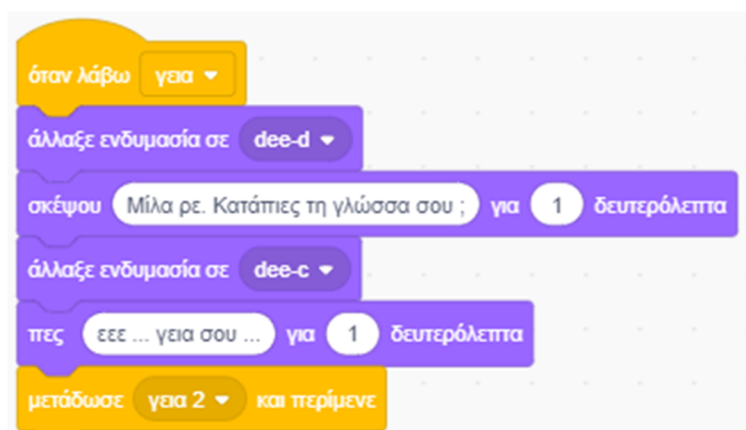 όταν λάβω γεια
άλλαξε ενδυμασία σε dee-d
σκέψου Μίλα ρε. Κατάπιες τη γλώσσα σου ; για 1 δευτερόλεπτα
άλλαξε ενδυμασία σε dee-c
πες εεε ... γεια σου ... για 1 δευτερόλεπτα
μετάδωσε γεια 2 και περίμενε